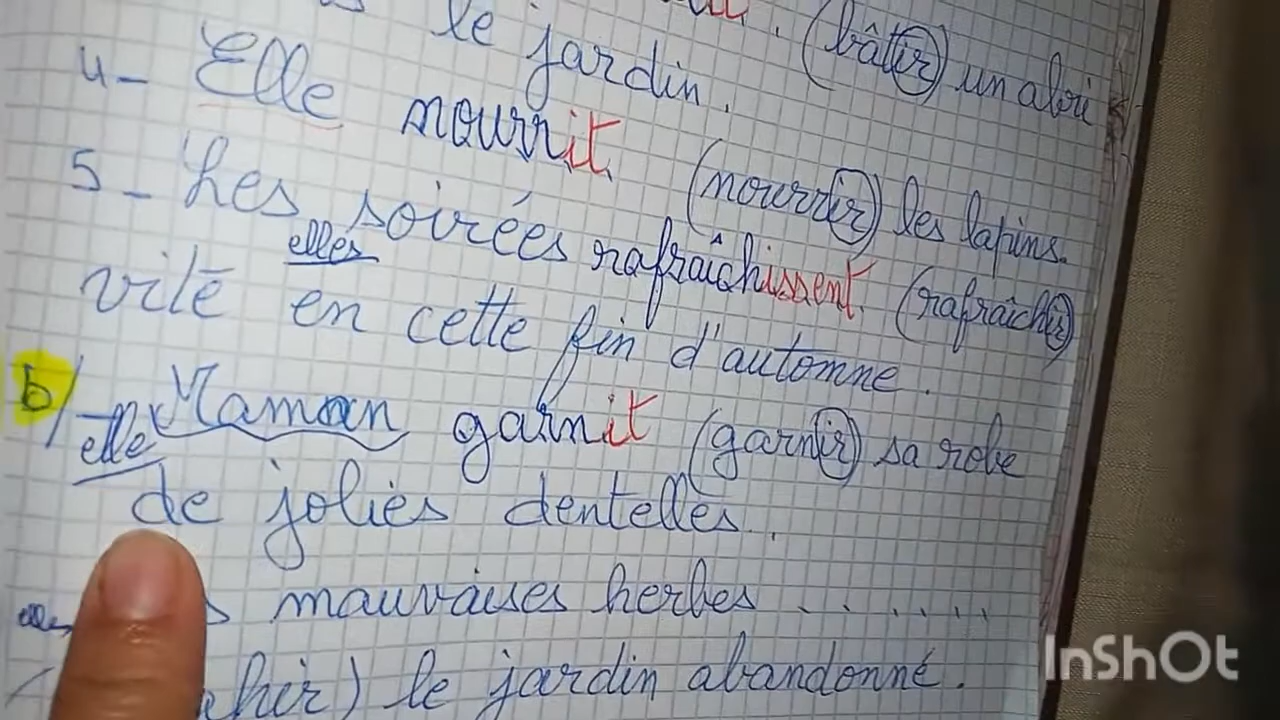 (bâtir) un abri
le jardin.
4- Elle nourrit (nourrir) les lapins.
5- Les soirées rafraîchissent (rafraîchir)
elles
vite en cette fin d'automne.
b/- Maman garnit (garnir) sa robe
elle
de jolies dentelles.
elles mauvaises herbes .......
le jardin abandonné.
InShOt